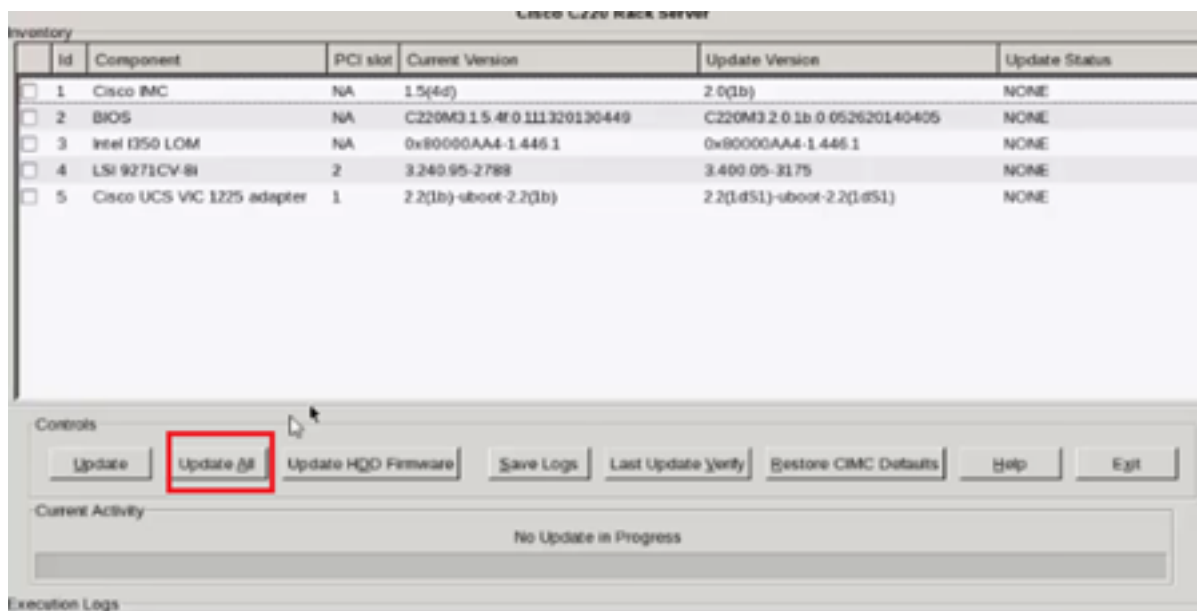 Cisco C220 Rack Server
Inventory
Id Component PCI slot Current Version Update Version Update Status
1 Cisco IMC NA 1.5(4d) 2.0(1b) NONE
2 BIOS NA C220M3.1.5.4f.0.111320130449 C220M3.2.0.1b.0.052620140405 NONE
3 Intel I350 LOM NA 0x80000AA4-1.446.1 0x80000AA4-1.446.1 NONE
4 LSI 9271CV-8i 2 3.240.95-2788 3.400.05-3175 NONE
5 Cisco UCS VIC 1225 adapter 1 2.2(1b)-uboot-2.2(1b) 2.2(1dS1)-uboot-2.2(1dS1) NONE
Controls
Update Update All Update HDD Firmware Save Logs Last Update Verify Restore CIMC Defaults Help Exit
Current Activity
No Update in Progress
Execution Logs